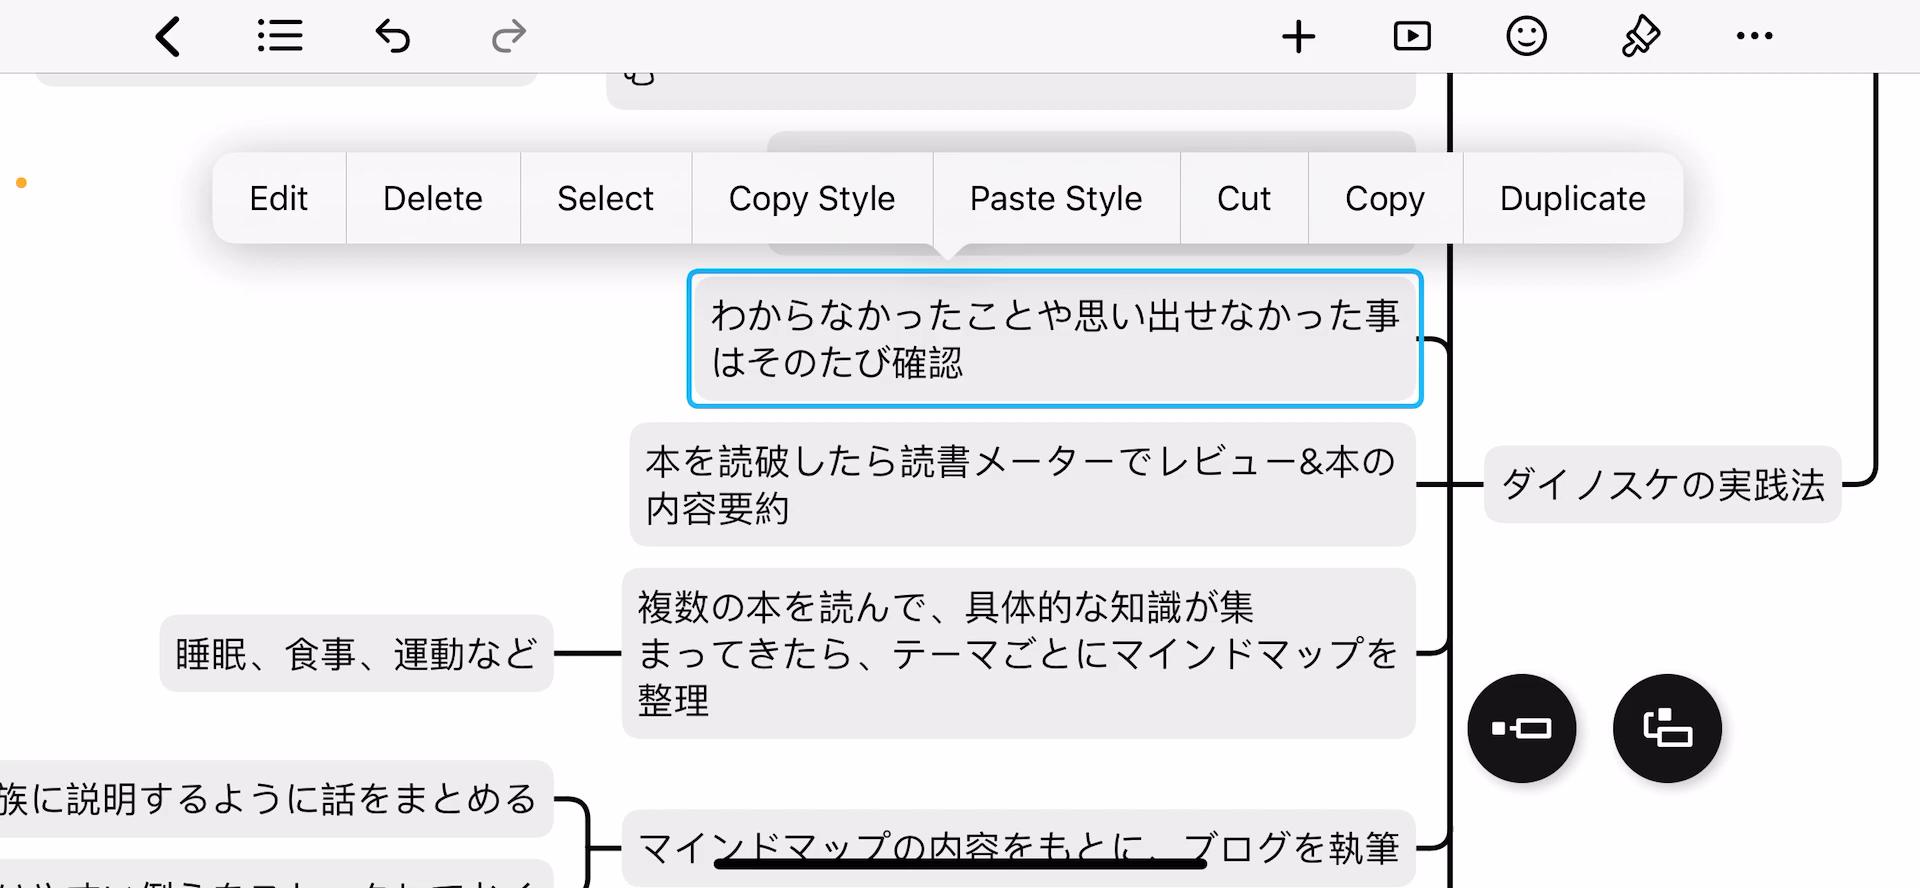 む
Edit
Delete
Select
Copy Style
Paste Style
Cut
Copy
Duplicate
わからなかったことや思い出せなかった事
はそのたび確認
本を読破したら読書メーターでレビュー&本の
内容要約
ダイノスケの実践法
複数の本を読んで、具体的な知識が集
まってきたら、テーマごとにマインドマップを
整理
睡眠、食事、運動など
族に説明するように話をまとめる
マインドマップの内容をもとに、ブログを執筆